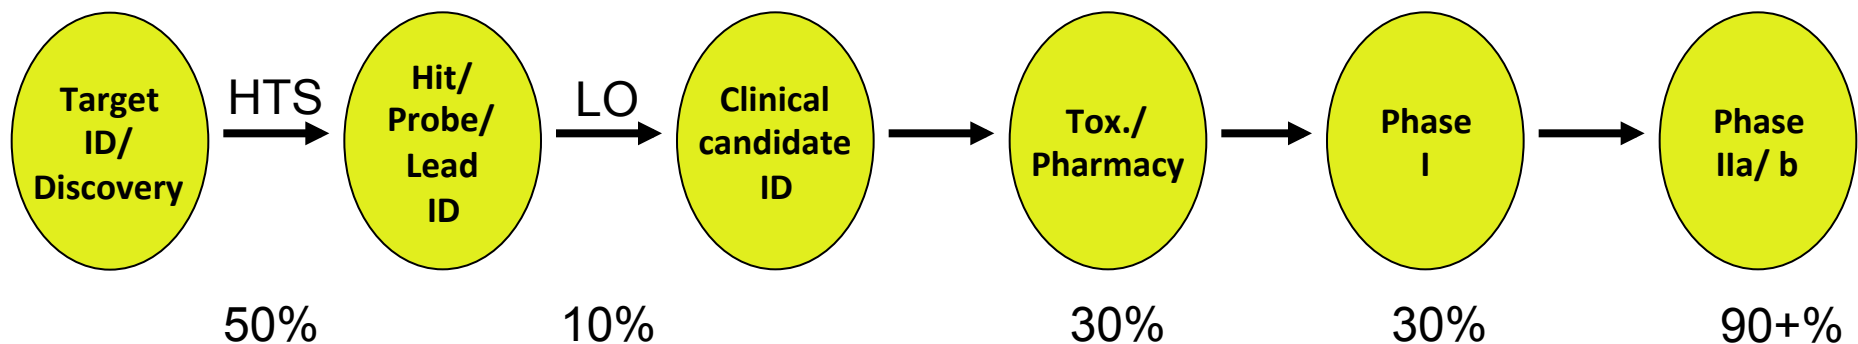 Target
ID/
Discovery
HTS
Hit/
Probe/
Lead
ID
LO
Clinical
candidate
ID
Tox./
Pharmacy
Phase
I
Phase
IIa/ b
50%
10%
30%
30%
90+%